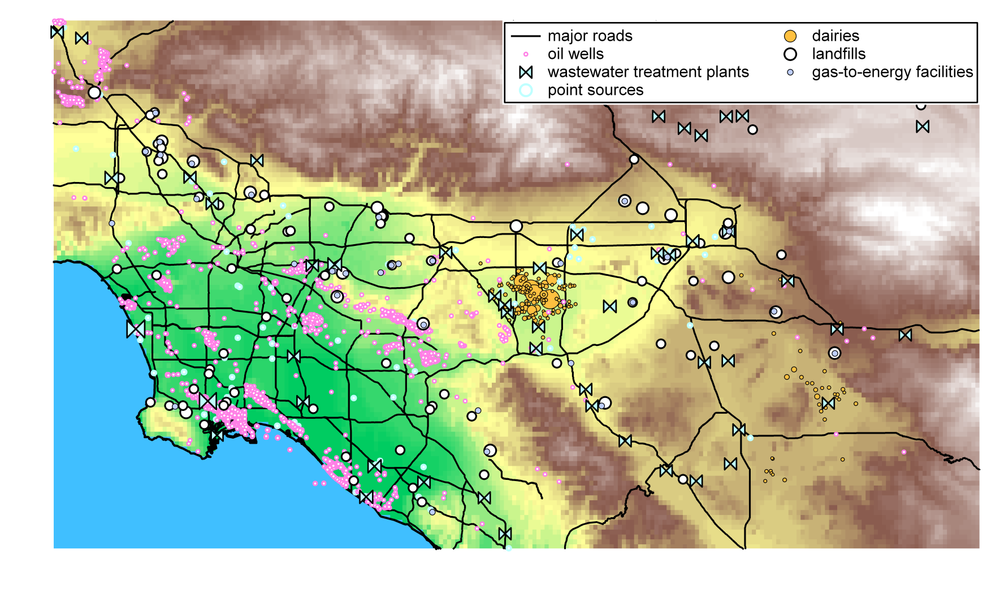 major roads
oil wells
wastewater treatment plants
point sources
dairies
landfills
gas-to-energy facilities